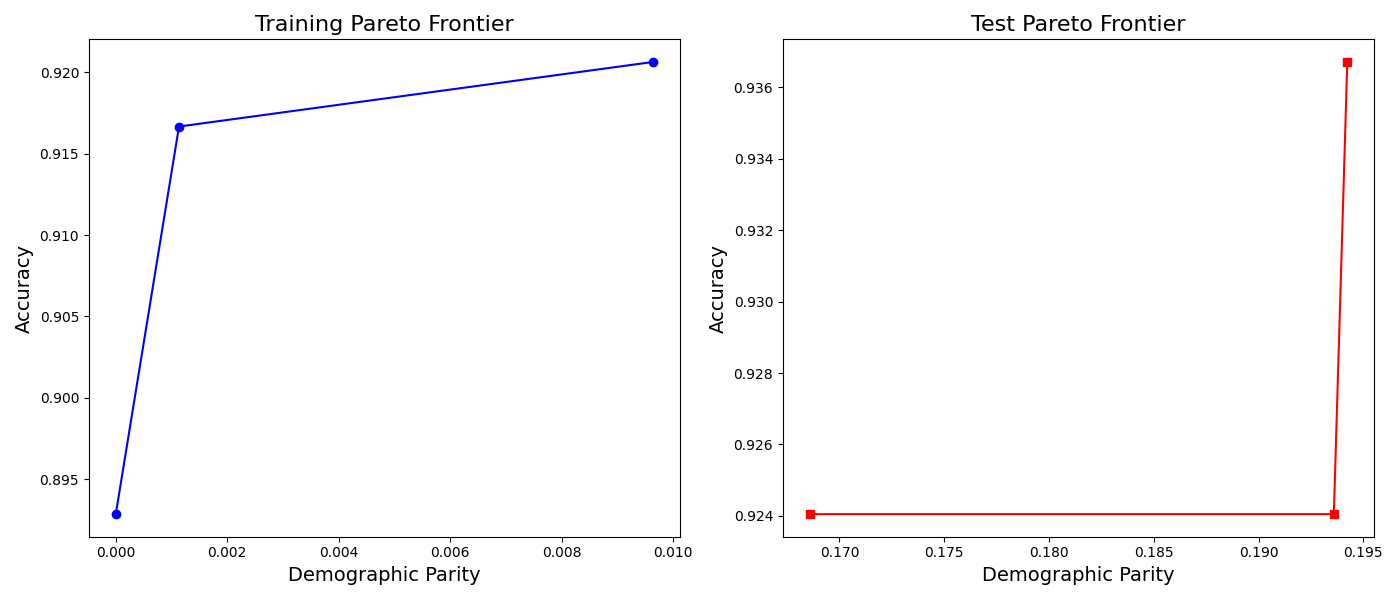 Training Pareto Frontier
Accuracy
0.920
0.915
0.910
0.905
0.900
0.895
0.000 0.002 0.004 0.006 0.008 0.010
Demographic Parity
Test Pareto Frontier
Accuracy
0.936
0.934
0.932
0.930
0.928
0.926
0.924
0.170 0.175 0.180 0.185 0.190 0.195
Demographic Parity